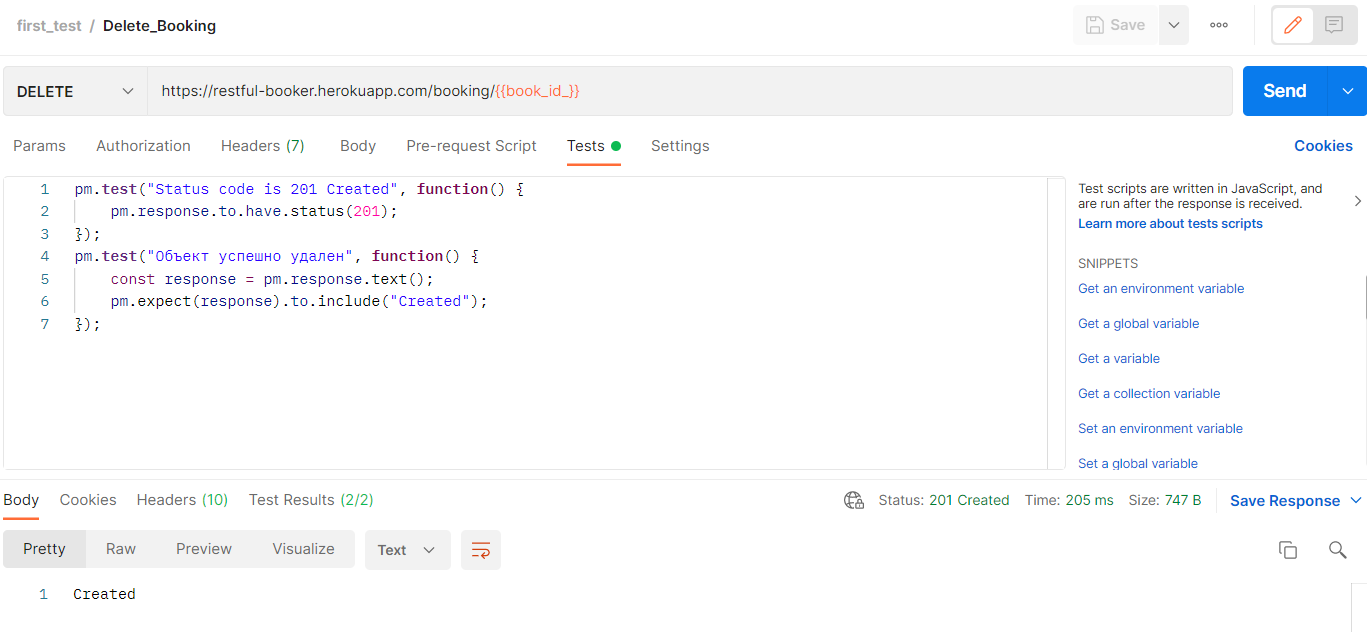 first_test / Delete_Booking
Save
DELETE
https://restful-booker.herokuapp.com/booking/{{book_id_}}
Send
Params Authorization Headers (7) Body Pre-request Script Tests Settings
Cookies
1 pm.test("Status code is 201 Created", function() {
2 pm.response.to.have.status(201);
3 });
4 pm.test("Объект успешно удален", function() {
5 const response = pm.response.text();
6 pm.expect(response).to.include("Created");
7 });
Test scripts are written in JavaScript, and
are run after the response is received.
Learn more about tests scripts
SNIPPETS
Get an environment variable
Get a global variable
Get a variable
Get a collection variable
Set an environment variable
Set a global variable
Body Cookies Headers (10) Test Results (2/2)
Status: 201 Created Time: 205 ms Size: 747 B
Save Response
Pretty Raw Preview Visualize Text
1 Created